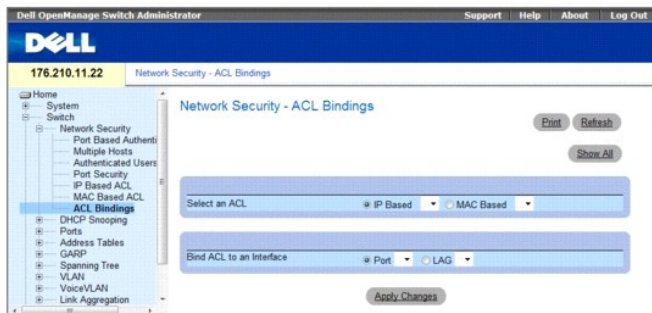 Dell OpenManage Switch Administrator
Support Help About Log Out
DELL
176.210.11.22
Network Security - ACL Bindings
Home
System
Switch
Network Security
Port Based Authenti
Multiple Hosts
Authenticated Users
Port Security
IP Based ACL
MAC Based ACL
ACL Bindings
DHCP Snooping
Ports
Address Tables
GARP
Spanning Tree
VLAN
VoiceVLAN
Link Aggregation
Network Security - ACL Bindings
Print Refresh
Show All
Select an ACL IP Based MAC Based
Bind ACL to an Interface Port LAG
Apply Changes